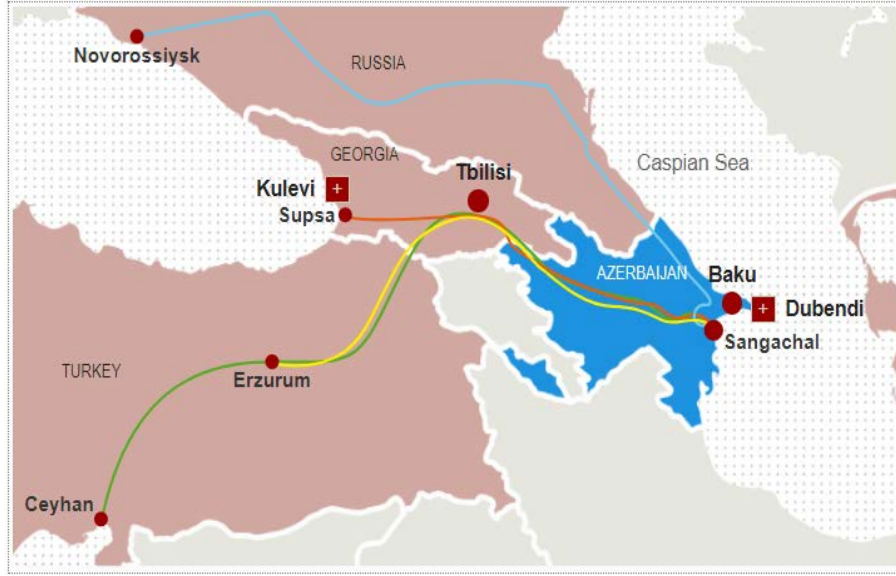 Novorossiysk
RUSSIA
GEORGIA
Caspian Sea
Tbilisi
Kulevi
Supsa
AZERBAIJAN
Baku
Dubendi
Sangachal
TURKEY
Erzurum
Ceyhan